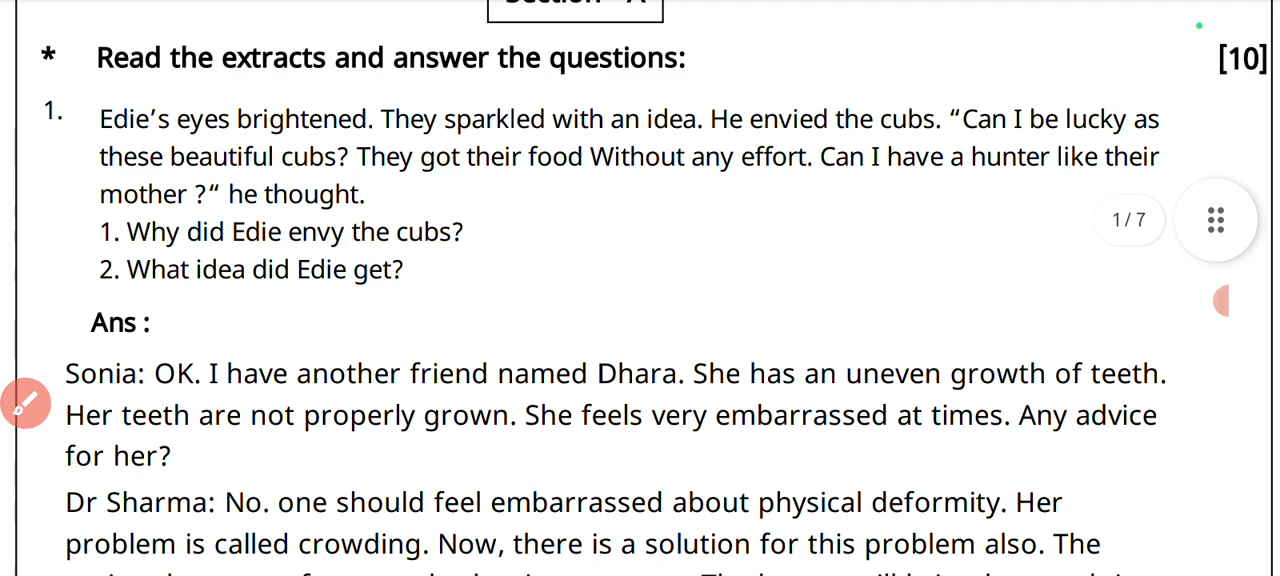 * Read the extracts and answer the questions: [10]
1. Edie's eyes brightened. They sparkled with an idea. He envied the cubs. “Can I be lucky as
these beautiful cubs? They got their food Without any effort. Can I have a hunter like their
mother ?“ he thought.
1. Why did Edie envy the cubs?
1 / 7
2. What idea did Edie get?
Ans :
Sonia: OK. I have another friend named Dhara. She has an uneven growth of teeth.
Her teeth are not properly grown. She feels very embarrassed at times. Any advice
for her?
Dr Sharma: No. one should feel embarrassed about physical deformity. Her
problem is called crowding. Now, there is a solution for this problem also. The